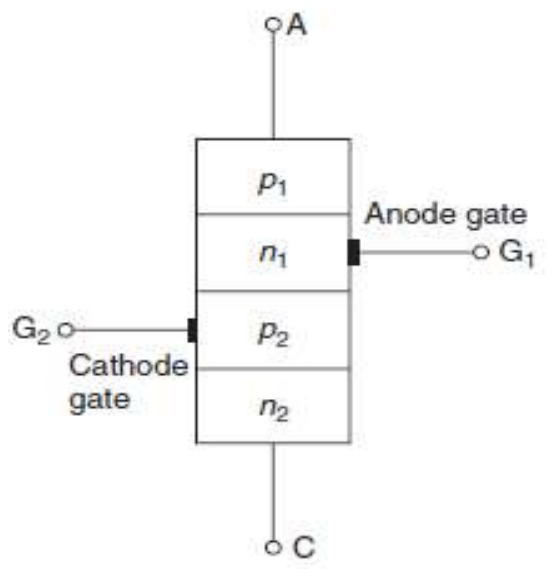 A
p₁
Anode gate
n₁
G₁
G₂
p₂
Cathode
gate
n₂
C